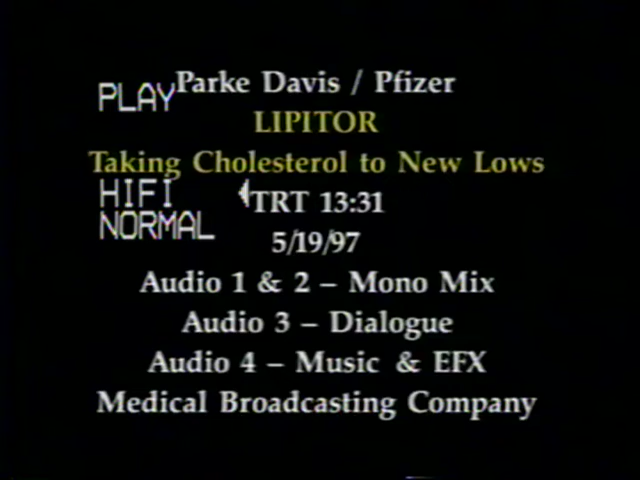 PLAY
Parke Davis / Pfizer
LIPITOR
Taking Cholesterol to New Lows
HIFI
TRT 13:31
NORMAL
5/19/97
Audio 1 & 2 – Mono Mix
Audio 3 – Dialogue
Audio 4 – Music & EFX
Medical Broadcasting Company